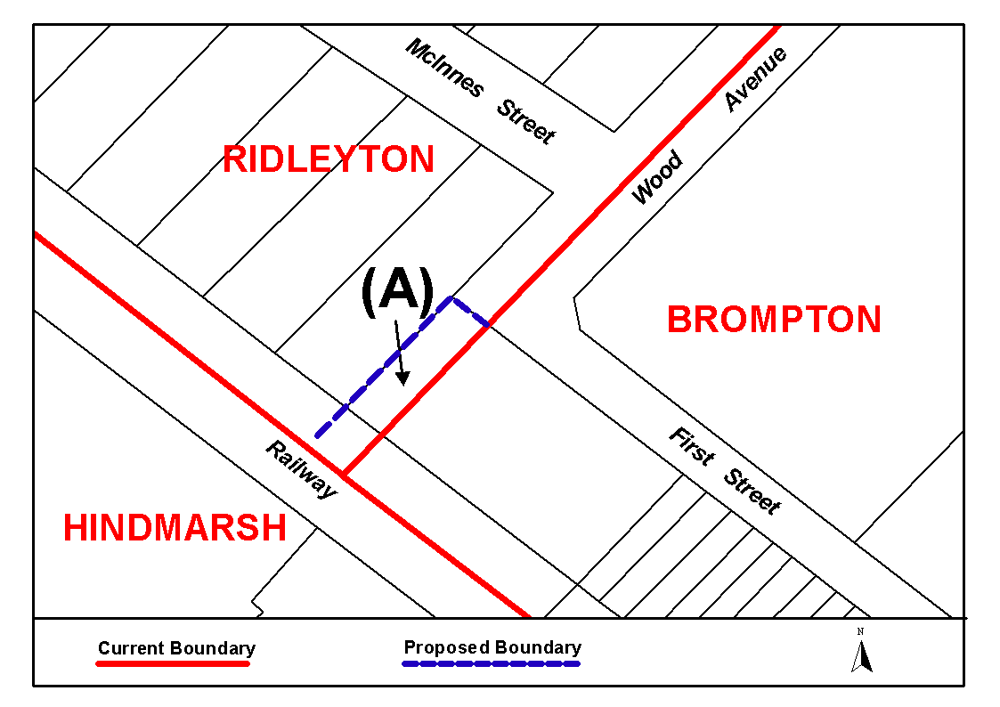 McInnes Street
Wood Avenue
RIDLEYTON
(A)
BROMPTON
First Street
Railway
HINDMARSH
Current Boundary
Proposed Boundary
N